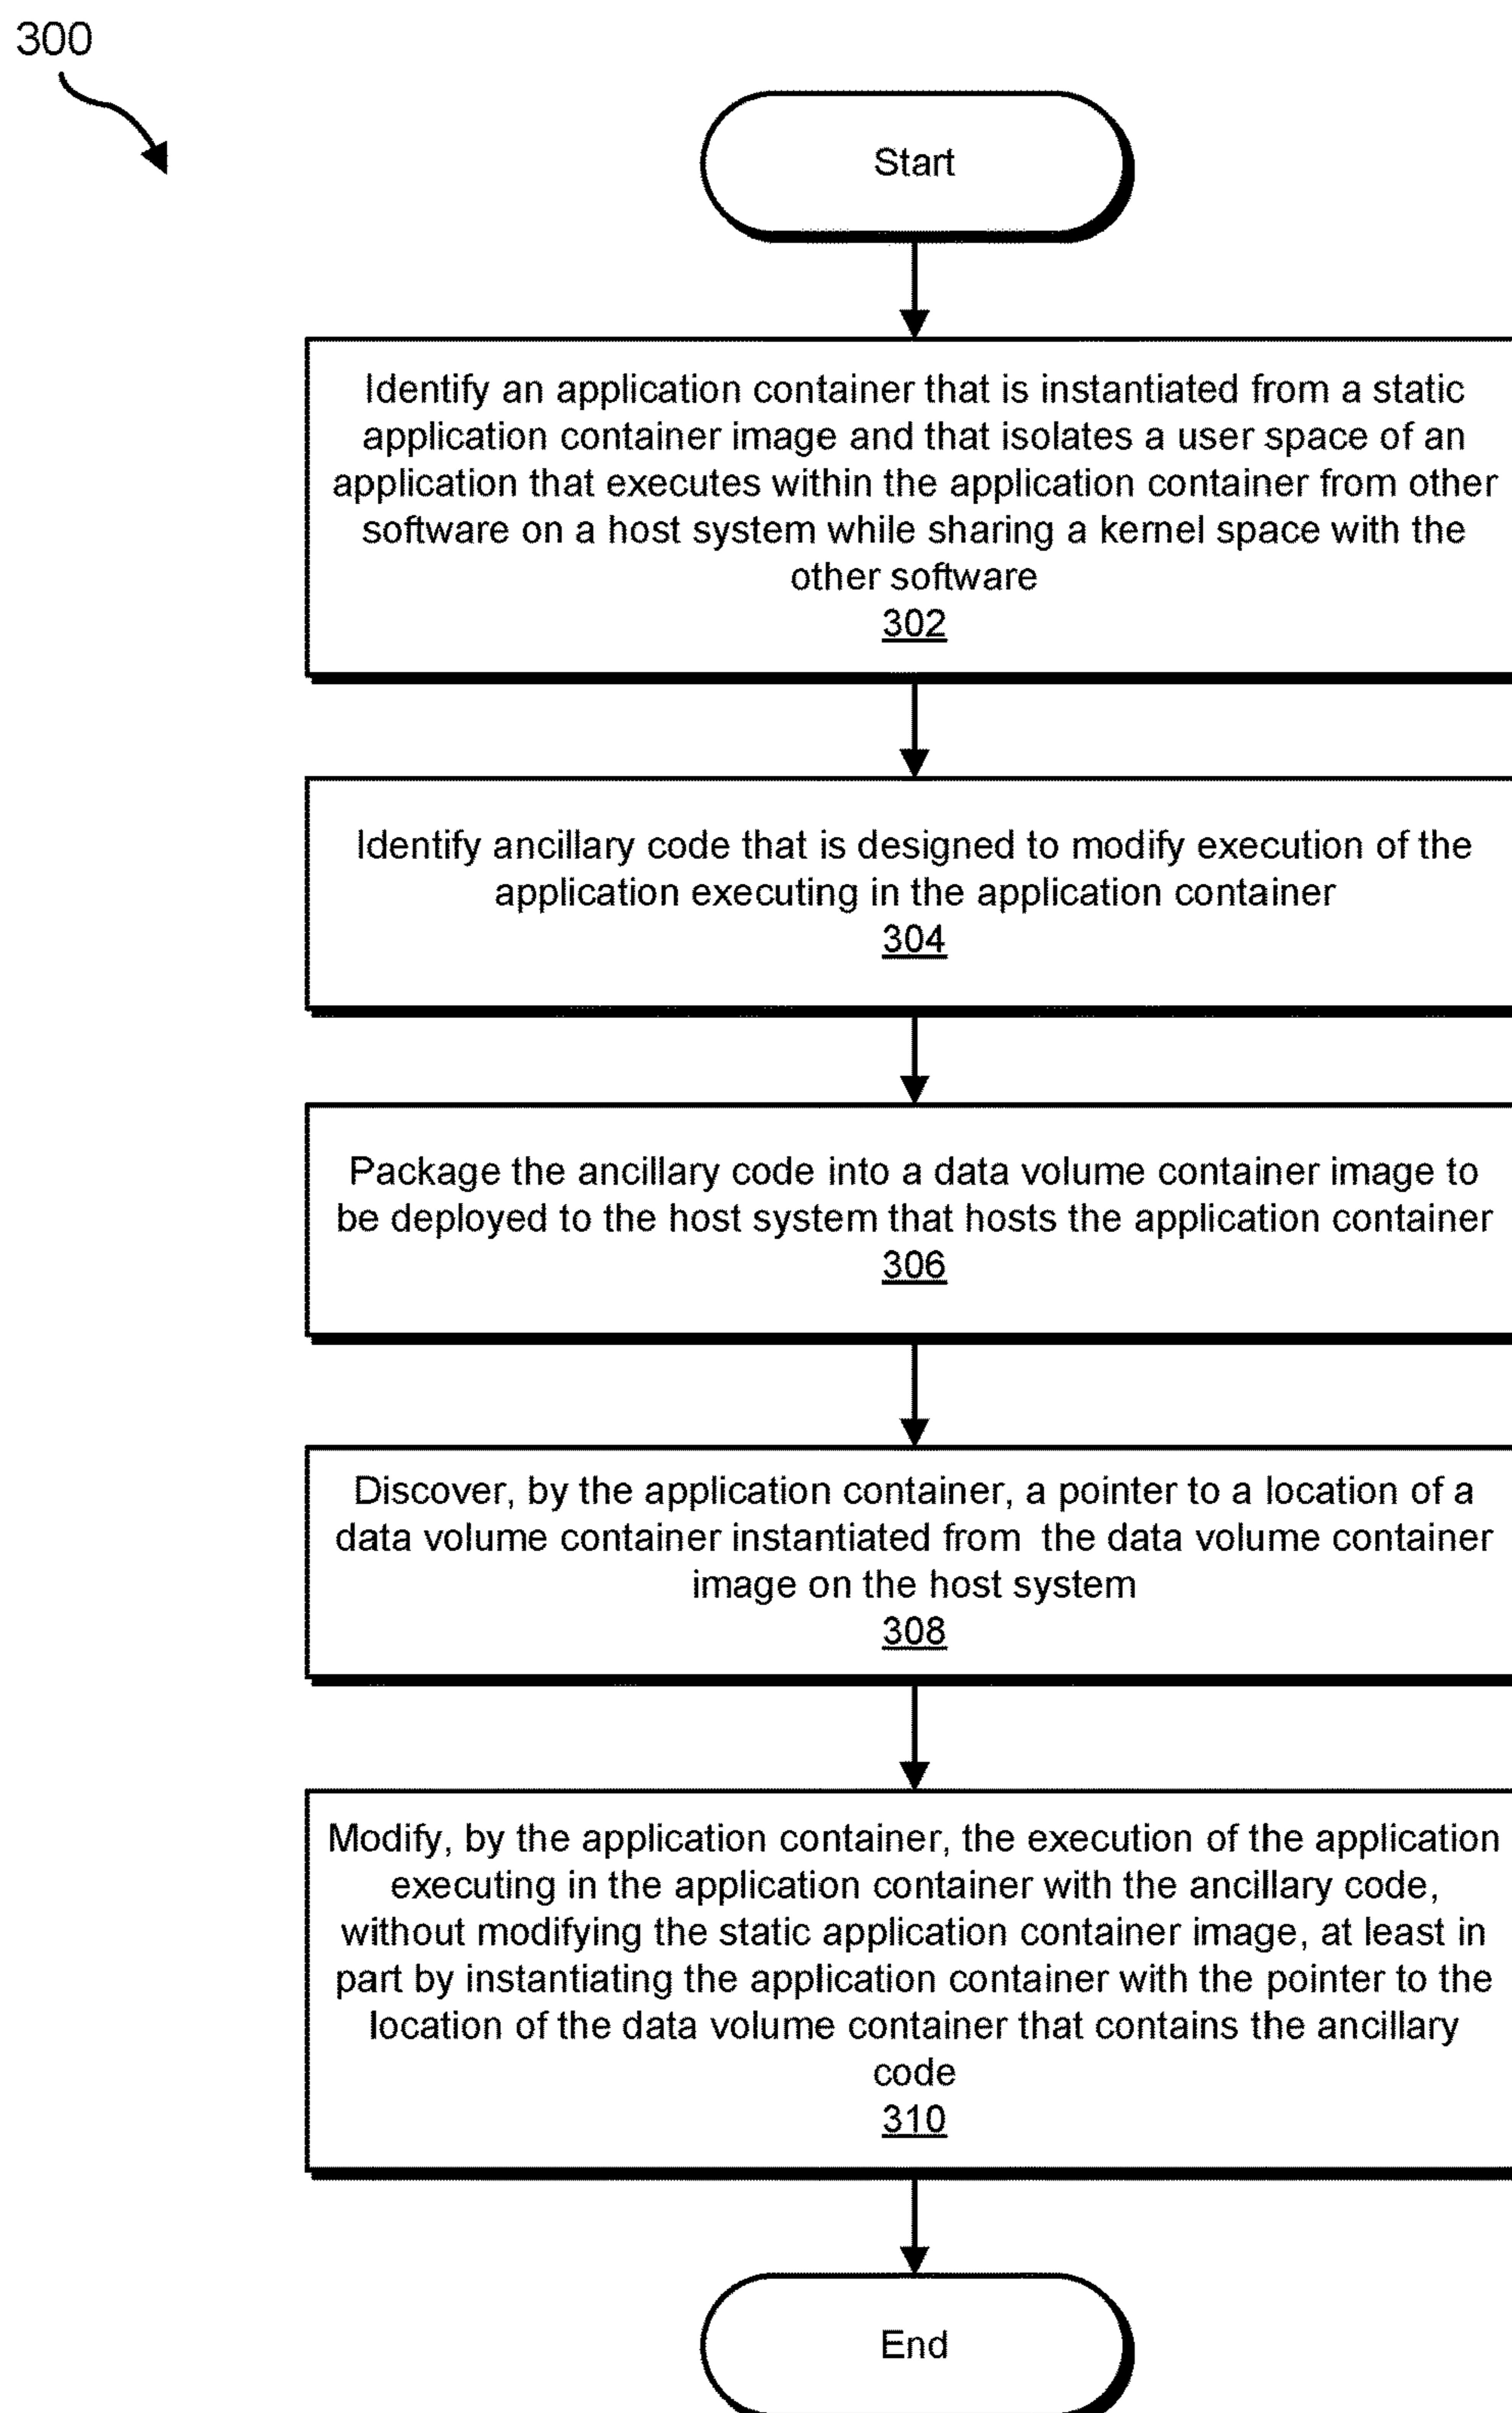 300
Start
Identify an application container that is instantiated from a static
application container image and that isolates a user space of an
application that executes within the application container from other
software on a host system while sharing a kernel space with the
other software
302
Identify ancillary code that is designed to modify execution of the
application executing in the application container
304
Package the ancillary code into a data volume container image to
be deployed to the host system that hosts the application container
306
Discover, by the application container, a pointer to a location of a
data volume container instantiated from the data volume container
image on the host system
308
Modify, by the application container, the execution of the application
executing in the application container with the ancillary code,
without modifying the static application container image, at least in
part by instantiating the application container with the pointer to the
location of the data volume container that contains the ancillary
code
310
End